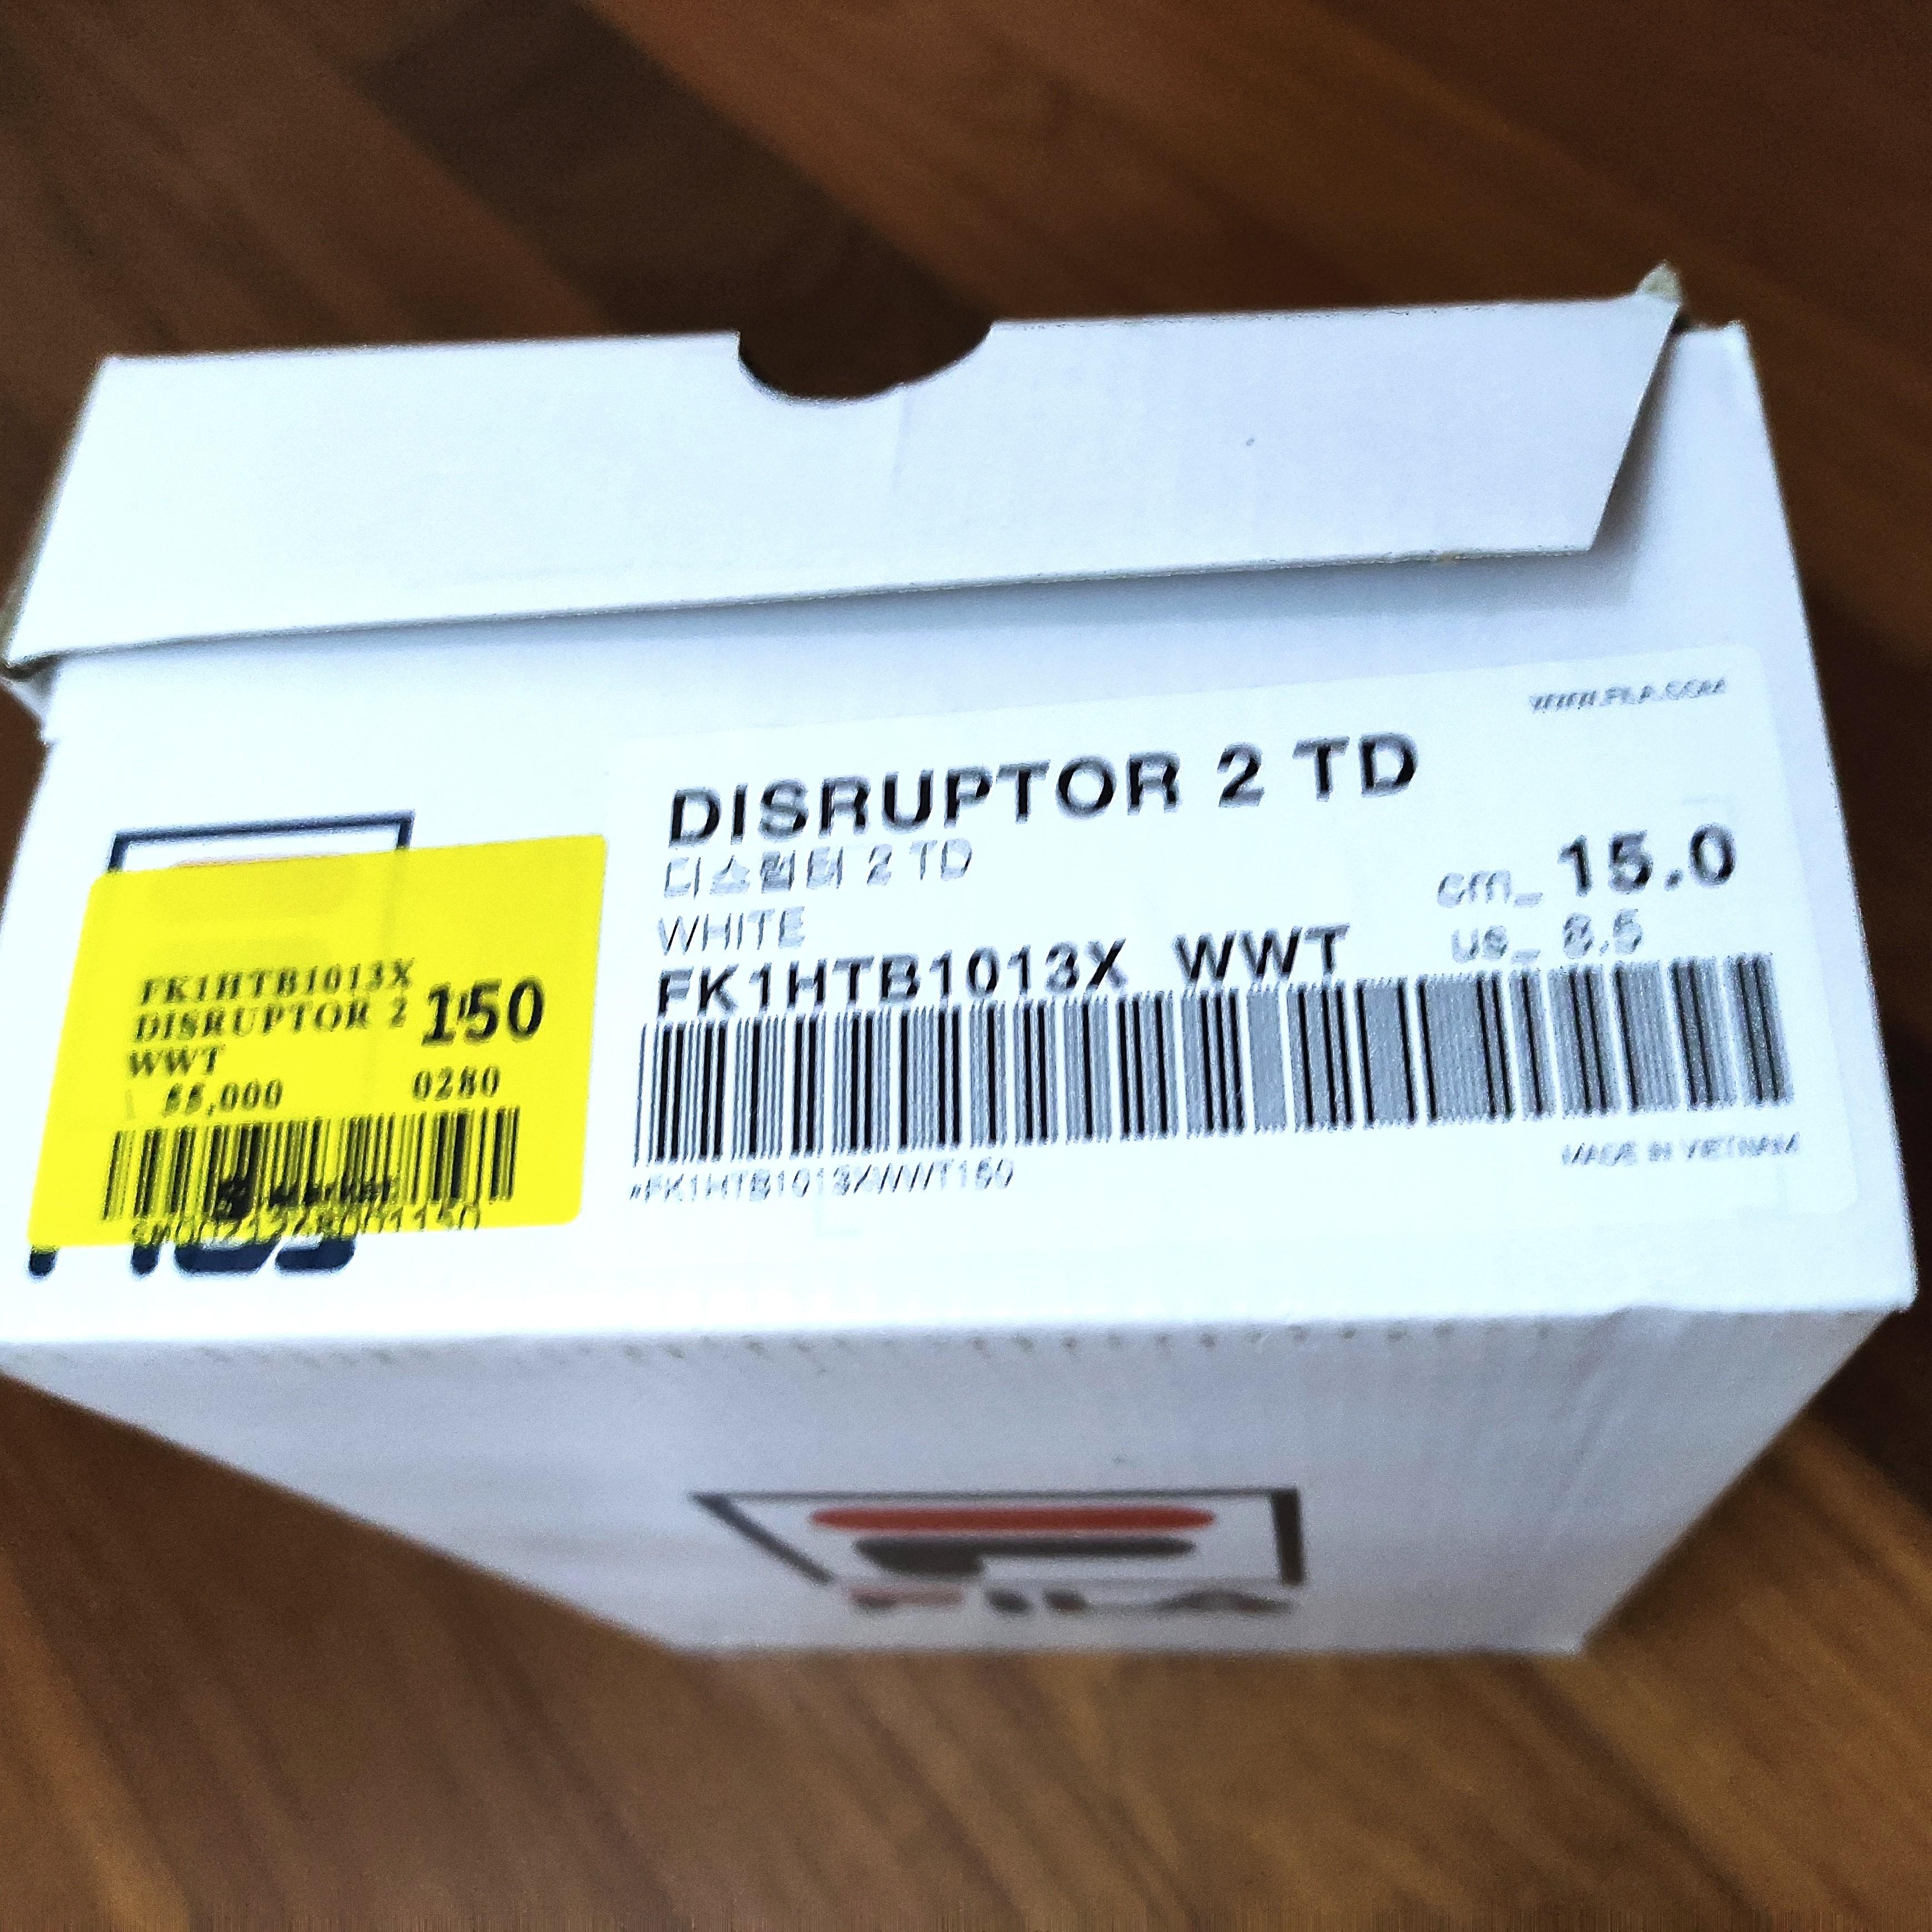 WWW.FILA.COM
DISRUPTOR 2 TD
디스럽터 2 TD
WHITE
cm_ 15.0
us_ 8.5
FK1HTB1013X WWT
*FK1HTB1013XWWT150
MADE IN VIETNAM
FK1HTB1013X
DISRUPTOR 2
150
WWT
55,000
0280
FILA